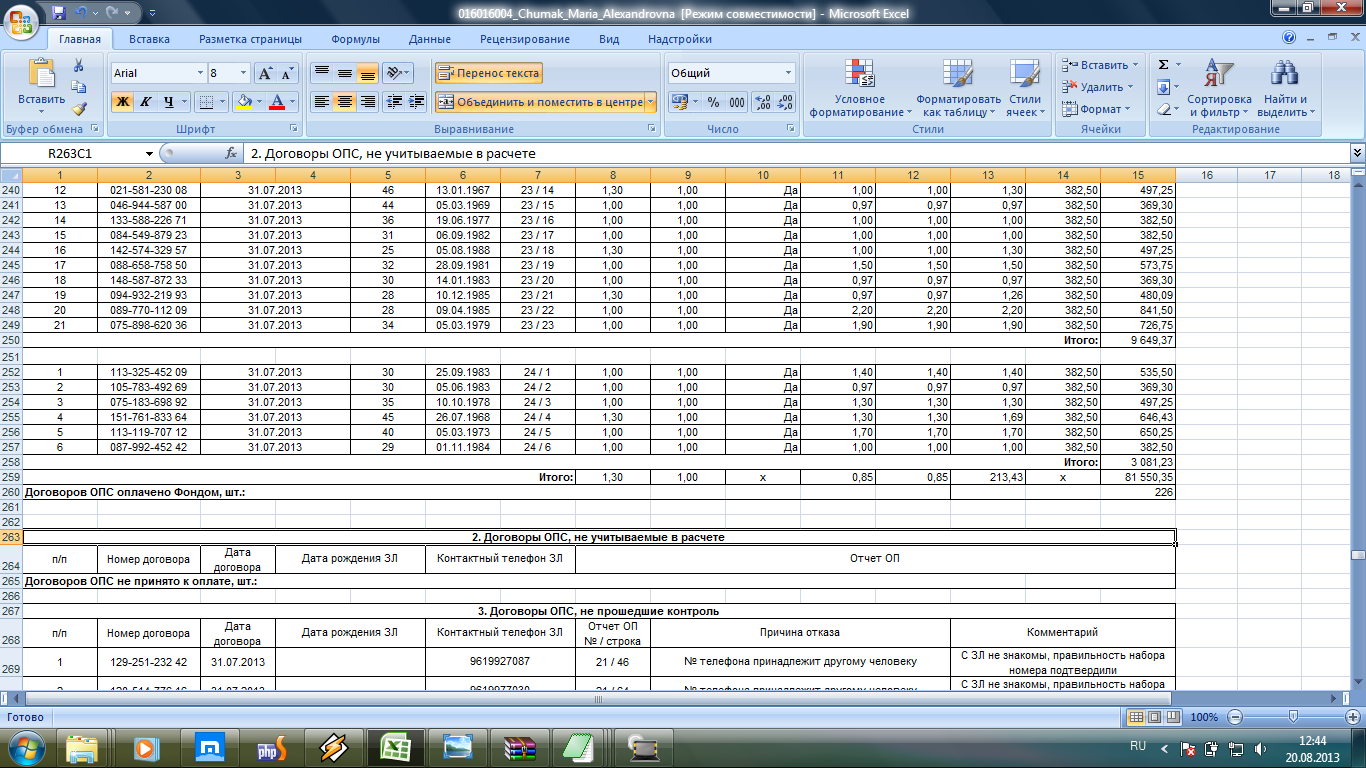 016016004_Chumak_Maria_Alexandrovna [Режим совместимости] - Microsoft Excel
Главная Вставка Разметка страницы Формулы Данные Рецензирование Вид Надстройки
Arial 8 Перенос текста Общий Вставить Σ
Вставить Ж К Ч Объединить и поместить в центре % 000 Условное форматирование Форматировать как таблицу Стили ячеек Удалить Формат Сортировка и фильтр Найти и выделить
Буфер обмена Шрифт Выравнивание Число Стили Ячейки Редактирование
R263C1 fx 2. Договоры ОПС, не учитываемые в расчете
1 2 3 4 5 6 7 8 9 10 11 12 13 14 15 16 17 18
240 12 021-581-230 08 31.07.2013 46 13.01.1967 23 / 14 1,30 1,00 Да 1,00 1,00 1,30 382,50 497,25
241 13 046-944-587 00 31.07.2013 44 05.03.1969 23 / 15 1,00 1,00 Да 0,97 0,97 0,97 382,50 369,30
242 14 133-588-226 71 31.07.2013 36 19.06.1977 23 / 16 1,00 1,00 Да 1,00 1,00 1,00 382,50 382,50
243 15 084-549-879 23 31.07.2013 31 06.09.1982 23 / 17 1,00 1,00 Да 1,00 1,00 1,00 382,50 382,50
244 16 142-574-329 57 31.07.2013 25 05.08.1988 23 / 18 1,30 1,00 Да 1,00 1,00 1,30 382,50 497,25
245 17 088-658-758 50 31.07.2013 32 28.09.1981 23 / 19 1,00 1,00 Да 1,50 1,50 1,50 382,50 573,75
246 18 148-587-872 33 31.07.2013 30 14.01.1983 23 / 20 1,00 1,00 Да 0,97 0,97 0,97 382,50 369,30
247 19 094-932-219 93 31.07.2013 28 10.12.1985 23 / 21 1,30 1,00 Да 0,97 0,97 1,26 382,50 480,09
248 20 089-770-112 09 31.07.2013 28 09.04.1985 23 / 22 1,00 1,00 Да 2,20 2,20 2,20 382,50 841,50
249 21 075-898-620 36 31.07.2013 34 05.03.1979 23 / 23 1,00 1,00 Да 1,90 1,90 1,90 382,50 726,75
250 Итого: 9 649,37
251
252 1 113-325-452 09 31.07.2013 30 25.09.1983 24 / 1 1,00 1,00 Да 1,40 1,40 1,40 382,50 535,50
253 2 105-783-492 69 31.07.2013 30 05.06.1983 24 / 2 1,00 1,00 Да 0,97 0,97 0,97 382,50 369,30
254 3 075-183-698 92 31.07.2013 35 10.10.1978 24 / 3 1,00 1,00 Да 1,30 1,30 1,30 382,50 497,25
255 4 151-761-833 64 31.07.2013 45 26.07.1968 24 / 4 1,30 1,00 Да 1,30 1,30 1,69 382,50 646,43
256 5 113-119-707 12 31.07.2013 40 05.03.1973 24 / 5 1,00 1,00 Да 1,70 1,70 1,70 382,50 650,25
257 6 087-992-452 42 31.07.2013 29 01.11.1984 24 / 6 1,00 1,00 Да 1,00 1,00 1,00 382,50 382,50
258 Итого: 3 081,23
259 Итого: 1,30 1,00 x 0,85 0,85 213,43 x 81 550,35
260 Договоров ОПС оплачено Фондом, шт.: 226
261
262
263 2. Договоры ОПС, не учитываемые в расчете
264 п/п Номер договора Дата договора Дата рождения ЗЛ Контактный телефон ЗЛ Отчет ОП
265 Договоров ОПС не принято к оплате, шт.:
266
267 3. Договоры ОПС, не прошедшие контроль
268 п/п Номер договора Дата договора Дата рождения ЗЛ Контактный телефон ЗЛ Отчет ОП № / строка Причина отказа Комментарий
269 1 129-251-232 42 31.07.2013 9619927087 21 / 46 № телефона принадлежит другому человеку С ЗЛ не знакомы, правильность набора номера подтвердили
С ЗЛ не знакомы, правильность набора
Готово 100%
RU 12:44
20.08.2013